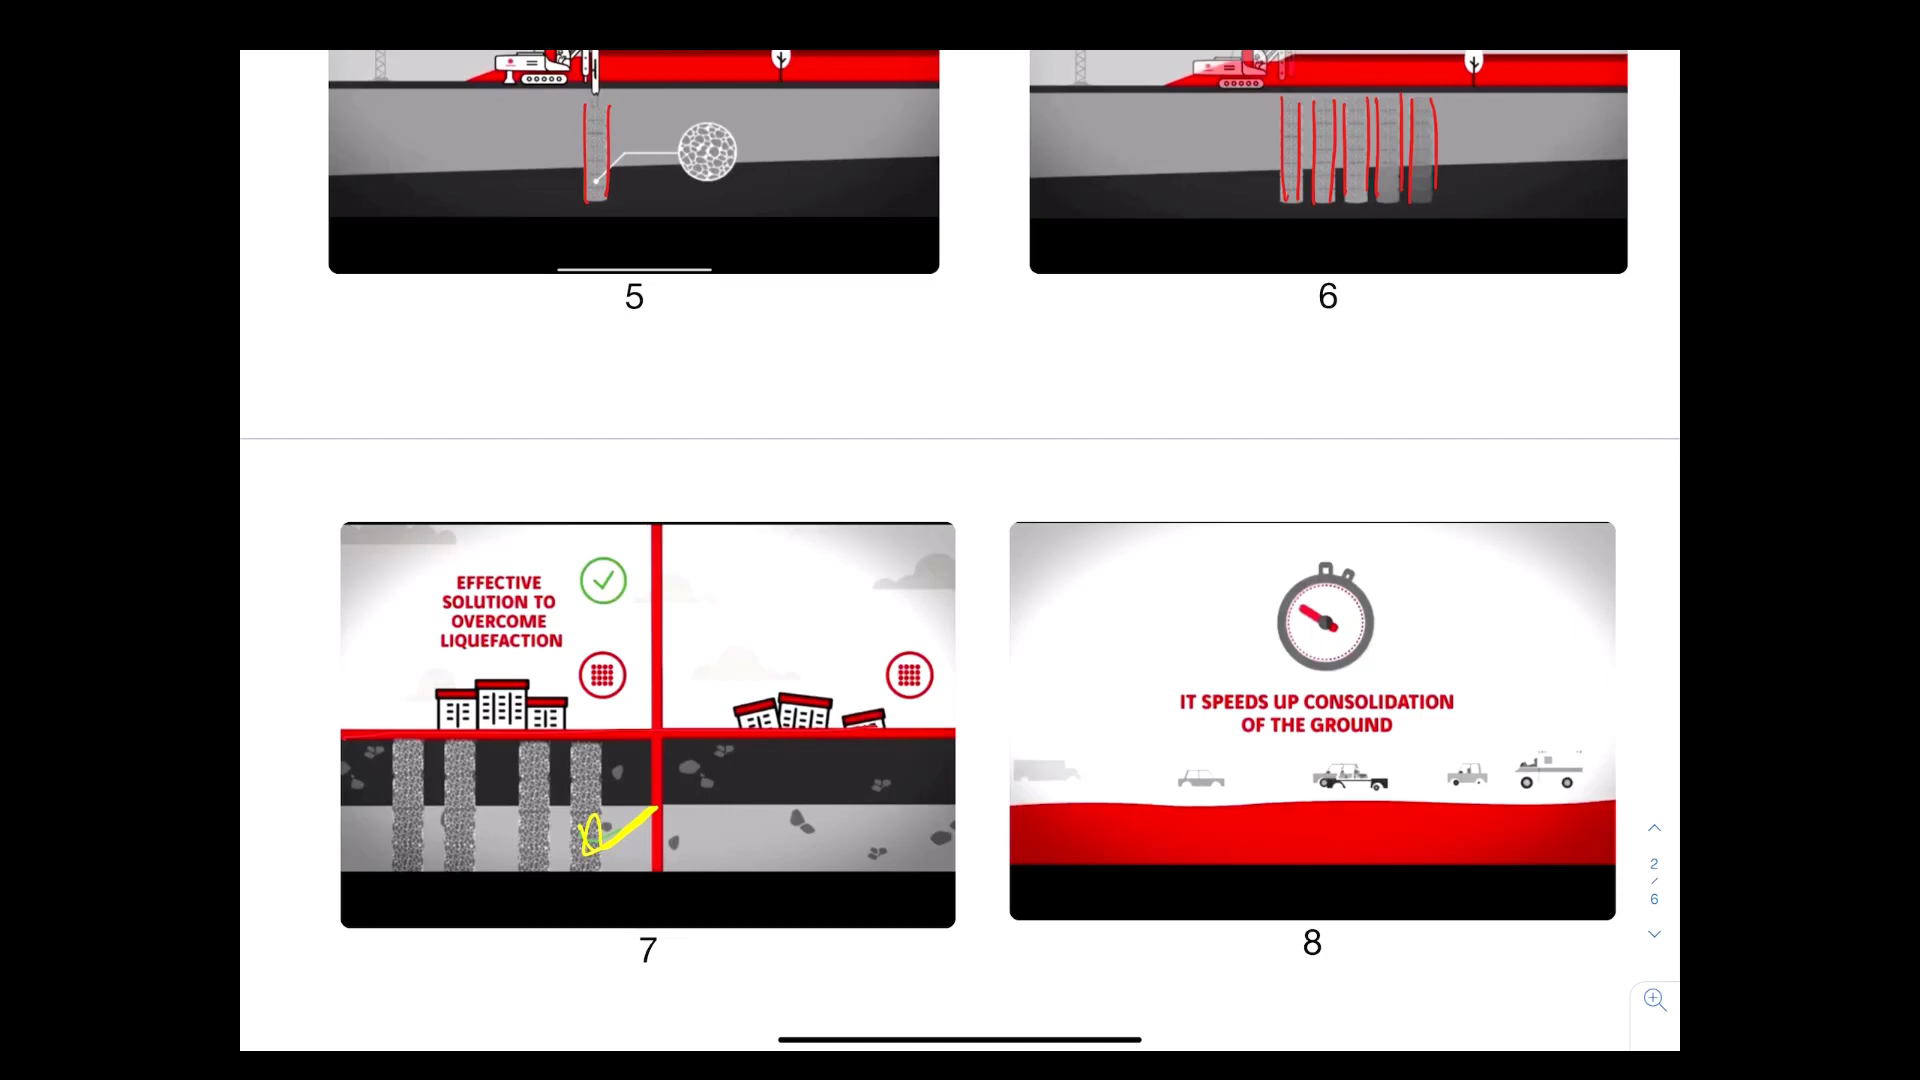 5
6
EFFECTIVE
SOLUTION TO
OVERCOME
LIQUEFACTION
IT SPEEDS UP CONSOLIDATION
OF THE GROUND
7
8
2
/
6